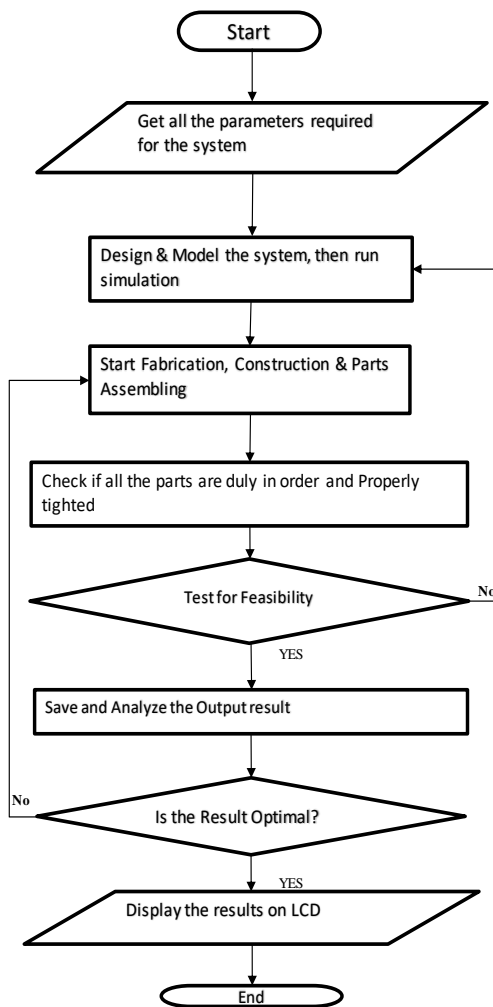 Start
Get all the parameters required
for the system
Design & Model the system, then run
simulation
Start Fabrication, Construction & Parts
Assembling
Check if all the parts are duly in order and Properly
tighted
Test for Feasibility
No
YES
Save and Analyze the Output result
No
Is the Result Optimal?
YES
Display the results on LCD
End